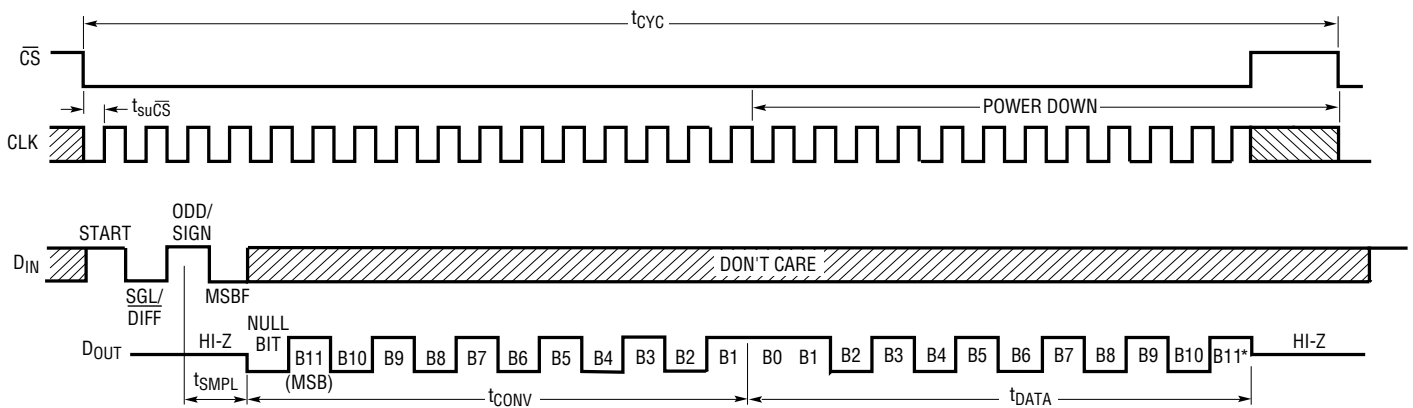 tCYC
CS
tsuCS
POWER DOWN
CLK
START
ODD/
SIGN
DIN
DON'T CARE
SGL/
DIFF
MSBF
NULL
BIT
DOUT
HI-Z
B11 B10 B9 B8 B7 B6 B5 B4 B3 B2 B1 B0 B1 B2 B3 B4 B5 B6 B7 B8 B9 B10 B11*
HI-Z
(MSB)
tSMPL
tCONV
tDATA